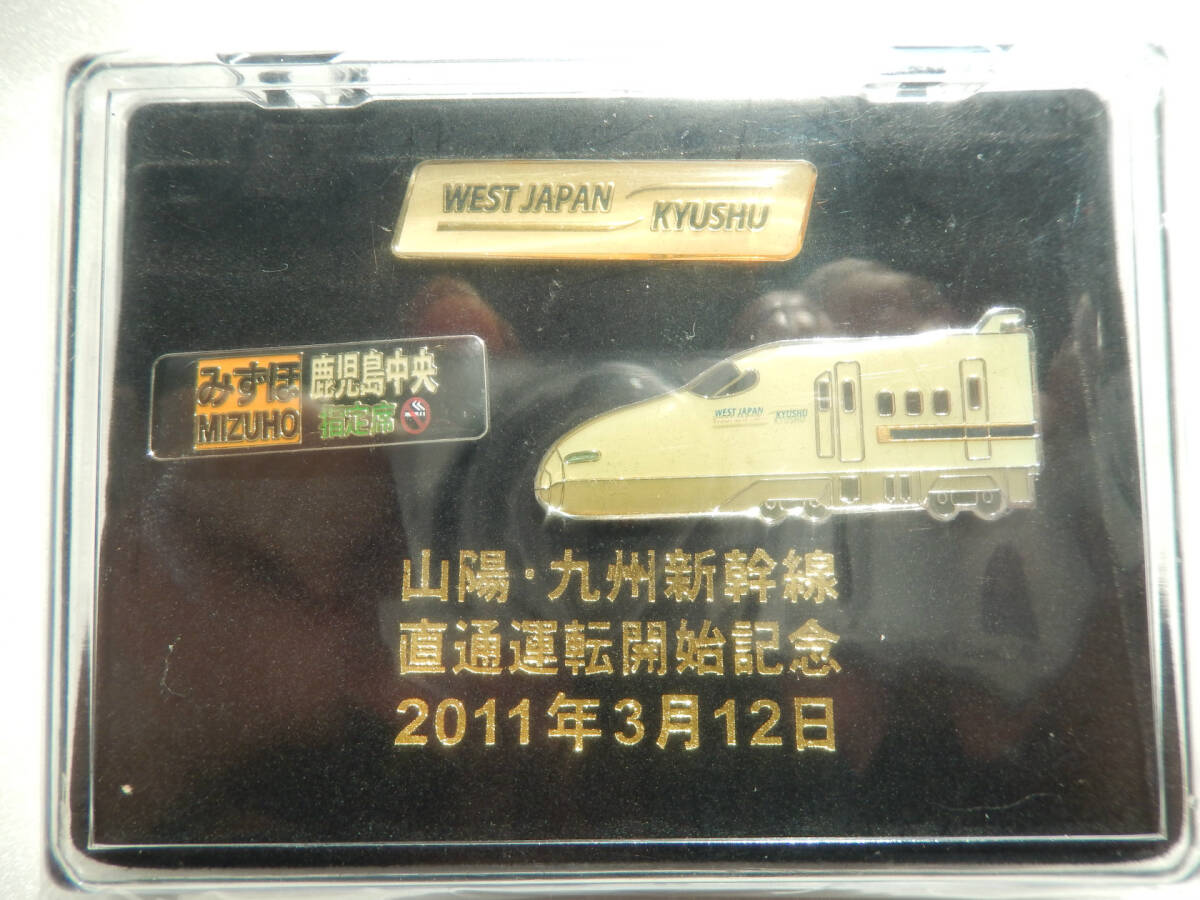 WEST JAPAN KYUSHU
みずほ 鹿児島中央
MIZUHO 指定席
WEST JAPAN KYUSHU
山陽・九州新幹線
直通運転開始記念
2011年3月12日